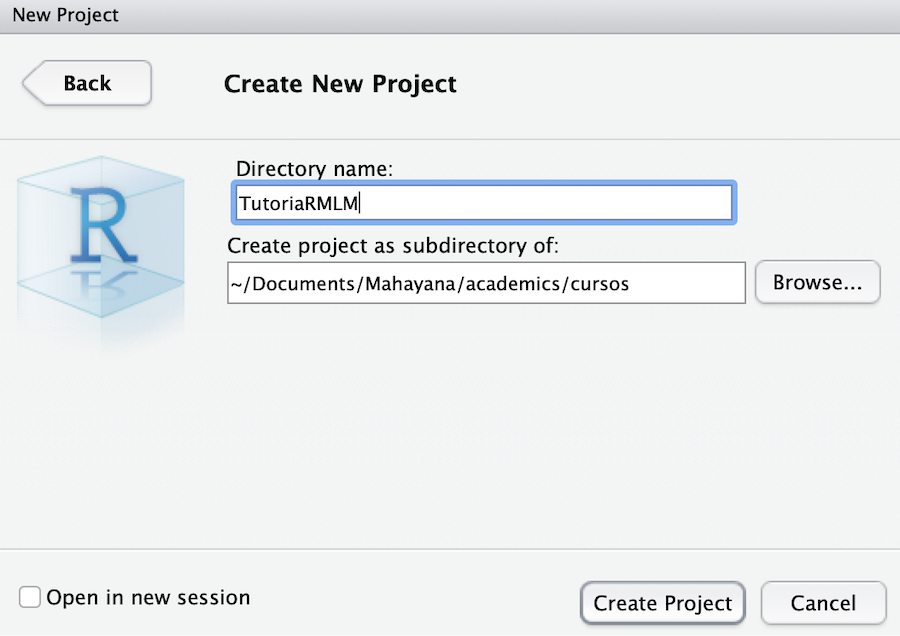 New Project
Back
Create New Project
R
Directory name:
TutoriaRMLM
Create project as subdirectory of:
~/Documents/Mahayana/academics/cursos
Browse...
Open in new session
Create Project
Cancel